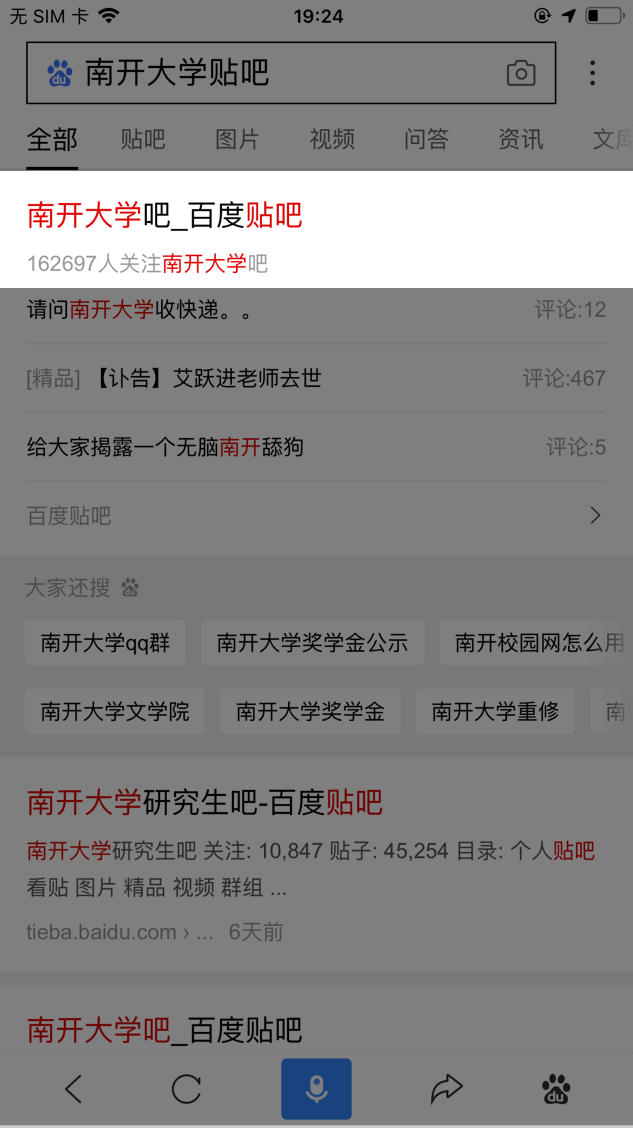 无 SIM 卡 19:24
du 南开大学贴吧
全部 贴吧 图片 视频 问答 资讯 文库
南开大学吧_百度贴吧
162697人关注南开大学吧
请问南开大学收快递。。 评论:12
[精品] 【讣告】艾跃进老师去世 评论:467
给大家揭露一个无脑南开舔狗 评论:5
百度贴吧
大家还搜
南开大学qq群 南开大学奖学金公示 南开校园网怎么用
南开大学文学院 南开大学奖学金 南开大学重修 南
南开大学研究生吧-百度贴吧
南开大学研究生吧 关注: 10,847 贴子: 45,254 目录: 个人贴吧
看贴 图片 精品 视频 群组 ...
tieba.baidu.com › ... 6天前
南开大学吧_百度贴吧
du